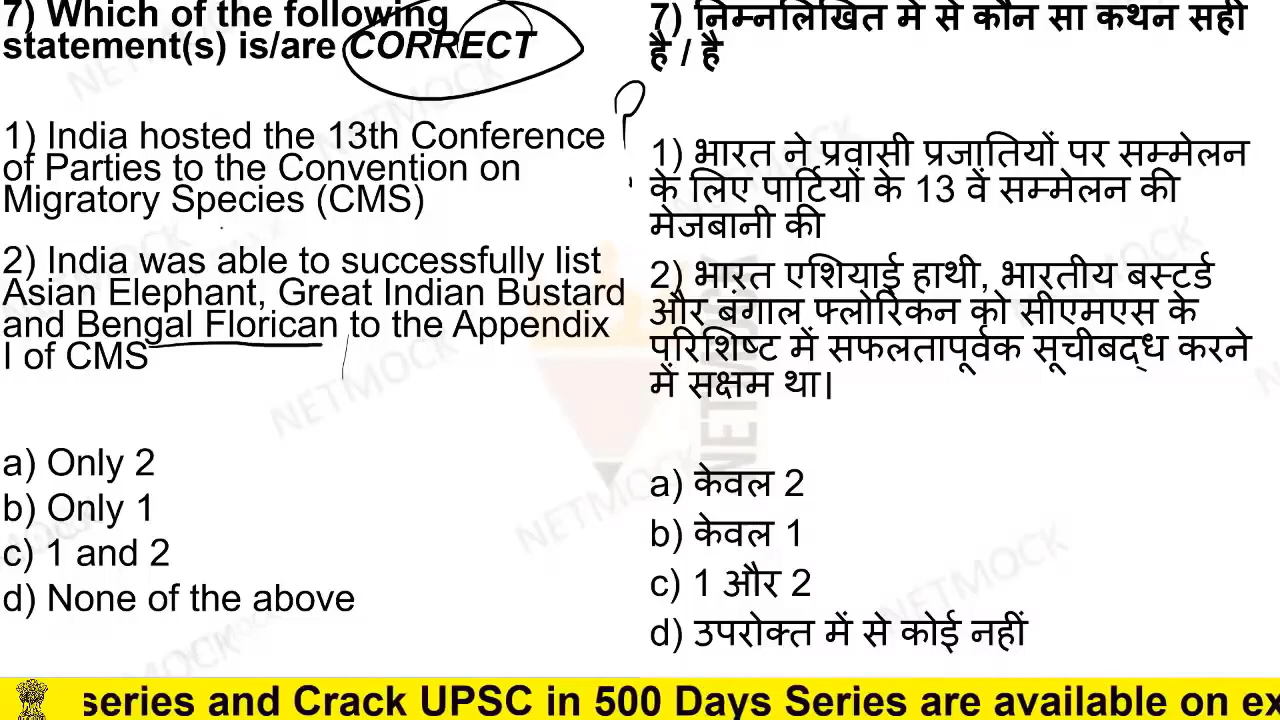 7) Which of the following
statement(s) is/are CORRECT
1) India hosted the 13th Conference
of Parties to the Convention on
Migratory Species (CMS)
2) India was able to successfully list
Asian Elephant, Great Indian Bustard
and Bengal Florican to the Appendix
I of CMS
a) Only 2
b) Only 1
c) 1 and 2
d) None of the above
7) निम्नलिखित में से कौन सा कथन सही
है / है
?
1) भारत ने प्रवासी प्रजातियों पर सम्मेलन
के लिए पार्टियों के 13 वें सम्मेलन की
मेजबानी की
2) भारत एशियाई हाथी, भारतीय बस्टर्ड
और बंगाल फ्लोरिकन को सीएमएस के
परिशिष्ट में सफलतापूर्वक सूचीबद्ध करने
में सक्षम था।
a) केवल 2
b) केवल 1
c) 1 और 2
d) उपरोक्त में से कोई नहीं
NETMOCK
series and Crack UPSC in 500 Days Series are available on ex